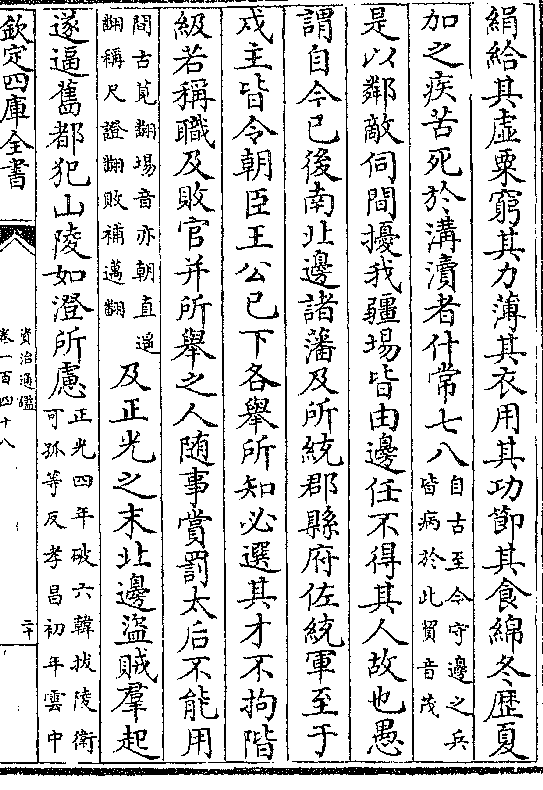 絹給其虛粟窮其力薄其衣用其功節其食綿冬歴夏
加之疾苦死於溝瀆者什常七八
自古至今守邊之兵
皆病於此貿音茂
是以鄰敵伺間擾我疆場皆由邊任不得其人故也愚
謂自今已後南北邊諸藩及所統郡縣府佐統軍至于
戍主皆令朝臣王公已下各舉所知必選其才不拘階
級若稱職及敗官并所舉之人随事賞罰太后不能用
間古莧翻場音亦朝直遥
翻稱尺證翻敗補邁翻
及正光之末北邊盜賊羣起
遂逼舊都犯山陵如澄所慮
正光四年破六韓拔陵衛
可孤等反孝昌初年雲中
欽定四庫全書
資治通鑑
卷一百四十八
二十